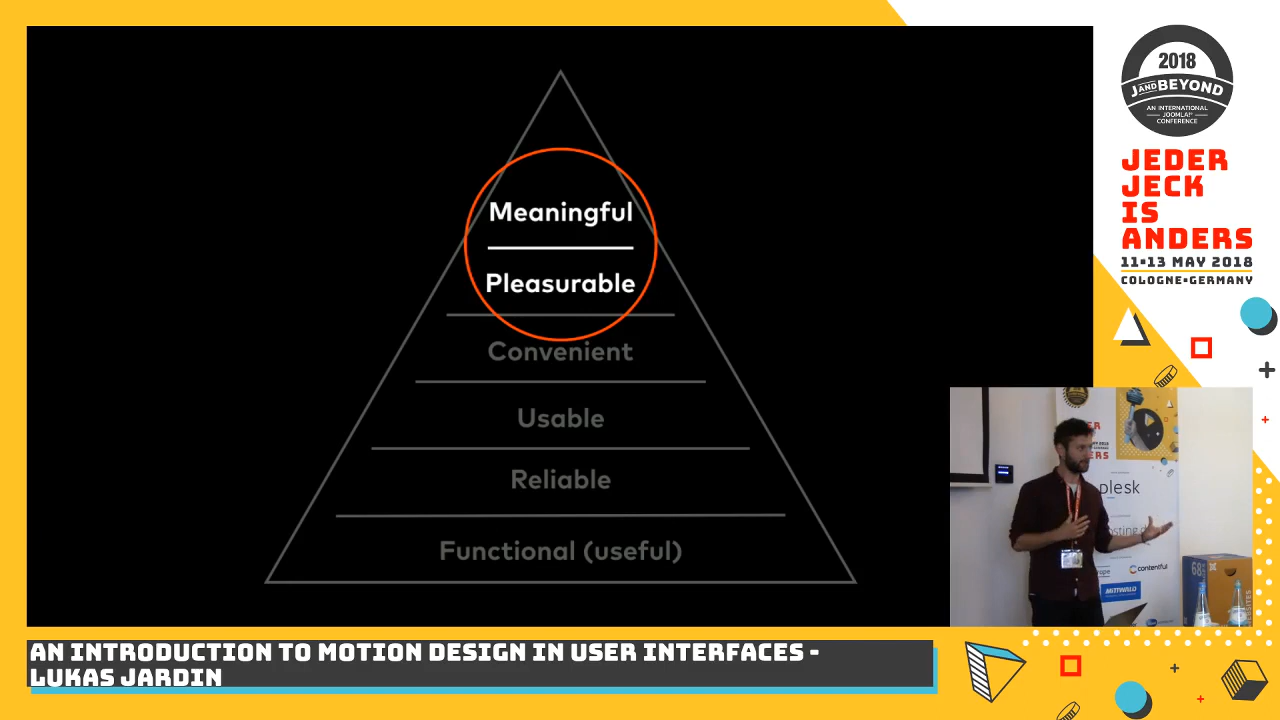 Meaningful
Pleasurable
Convenient
Usable
Reliable
Functional (useful)
2018
J AND BEYOND
AN INTERNATIONAL
JOOMLA!®
CONFERENCE
JEDER
JECK
IS
ANDERS
11-13 MAY 2018
COLOGNE-GERMANY
plesk
contentful
MITTWALD
AN INTRODUCTION TO MOTION DESIGN IN USER INTERFACES -
LUKAS JARDIN